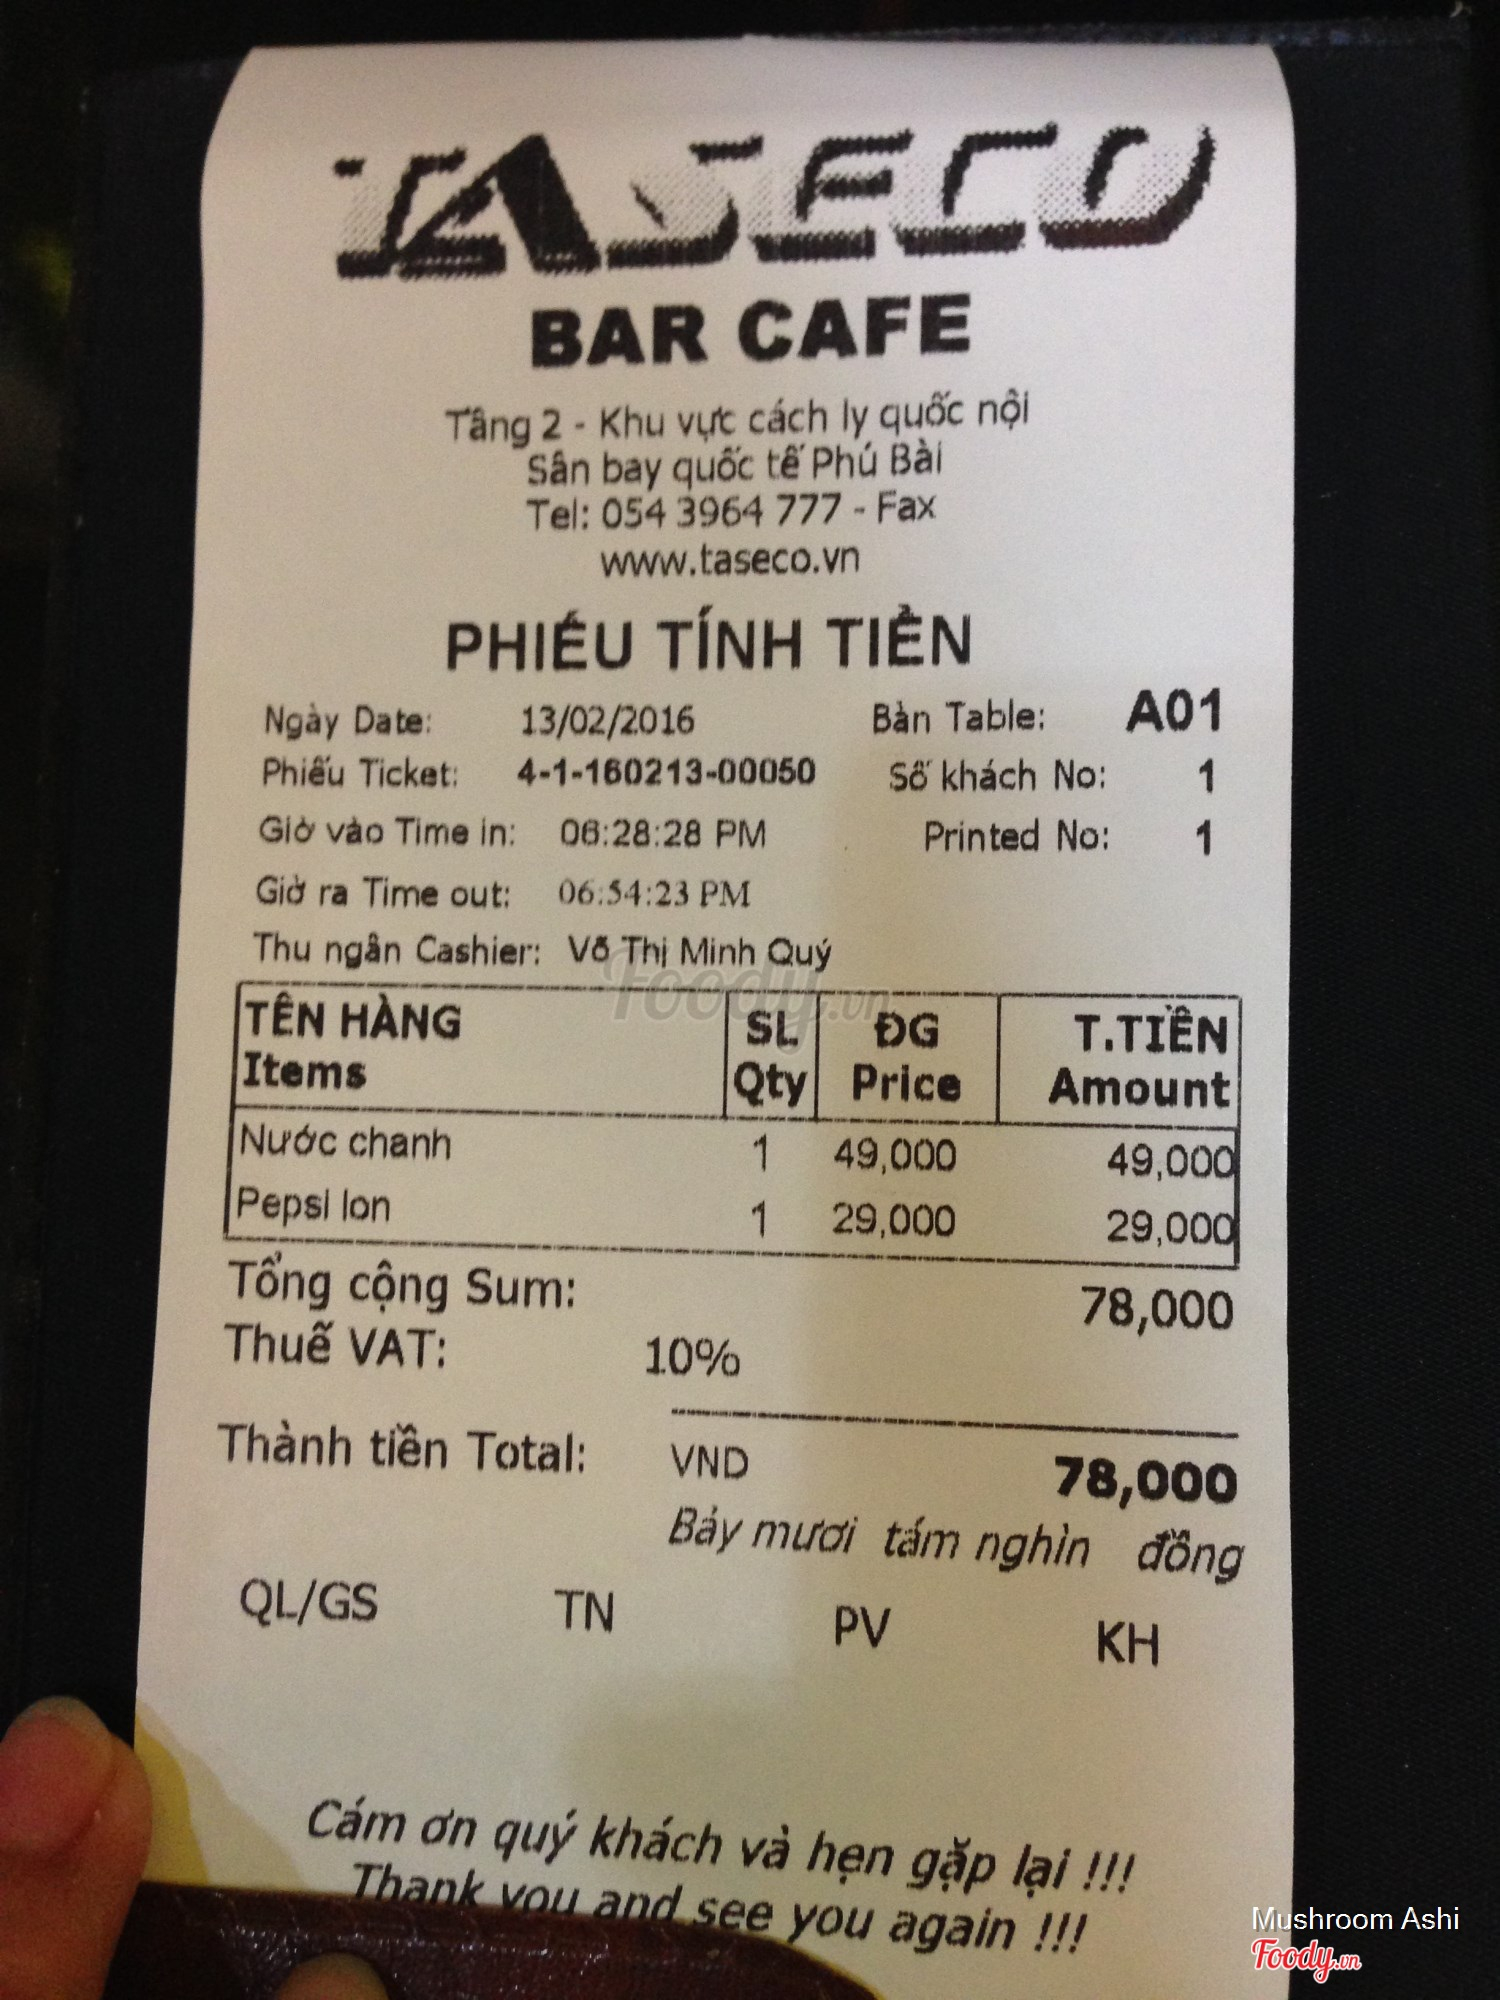 TASECO
BAR CAFE
Tầng 2 - Khu vực cách ly quốc nội
Sân bay quốc tế Phú Bài
Tel: 054 3964 777 - Fax
www.taseco.vn
PHIẾU TÍNH TIỀN
Ngày Date: 13/02/2016 Bàn Table: A01
Phiếu Ticket: 4-1-160213-00050 Số khách No: 1
Giờ vào Time in: 06:28:28 PM Printed No: 1
Giờ ra Time out: 06:54:23 PM
Thu ngân Cashier: Võ Thị Minh Quý
Foody.vn
TÊN HÀNG SL ĐG T.TIỀN
Items Qty Price Amount
Nước chanh 1 49,000 49,000
Pepsi lon 1 29,000 29,000
Tổng cộng Sum: 78,000
Thuế VAT: 10%
Thành tiền Total: VND 78,000
Bảy mươi tám nghìn đồng
QL/GS TN PV KH
Cám ơn quý khách và hẹn gặp lại !!!
Thank you and see you again !!!
Mushroom Ashi
Foody.vn